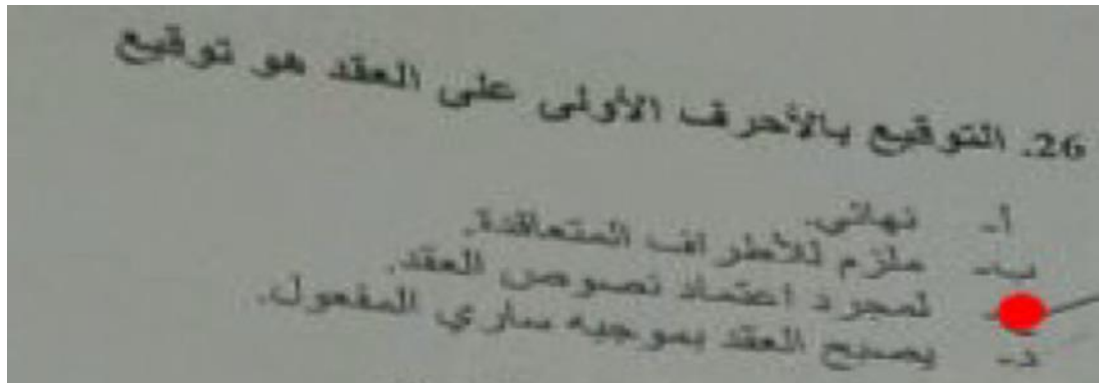 26. التوقيع بالأحرف الأولى على العقد هو توقيع
أ- نهائي.
ب- ملزم للأطراف المتعاقدة.
لمجرد اعتماد نصوص العقد.
د- يصبح العقد بموجبه ساري المفعول.